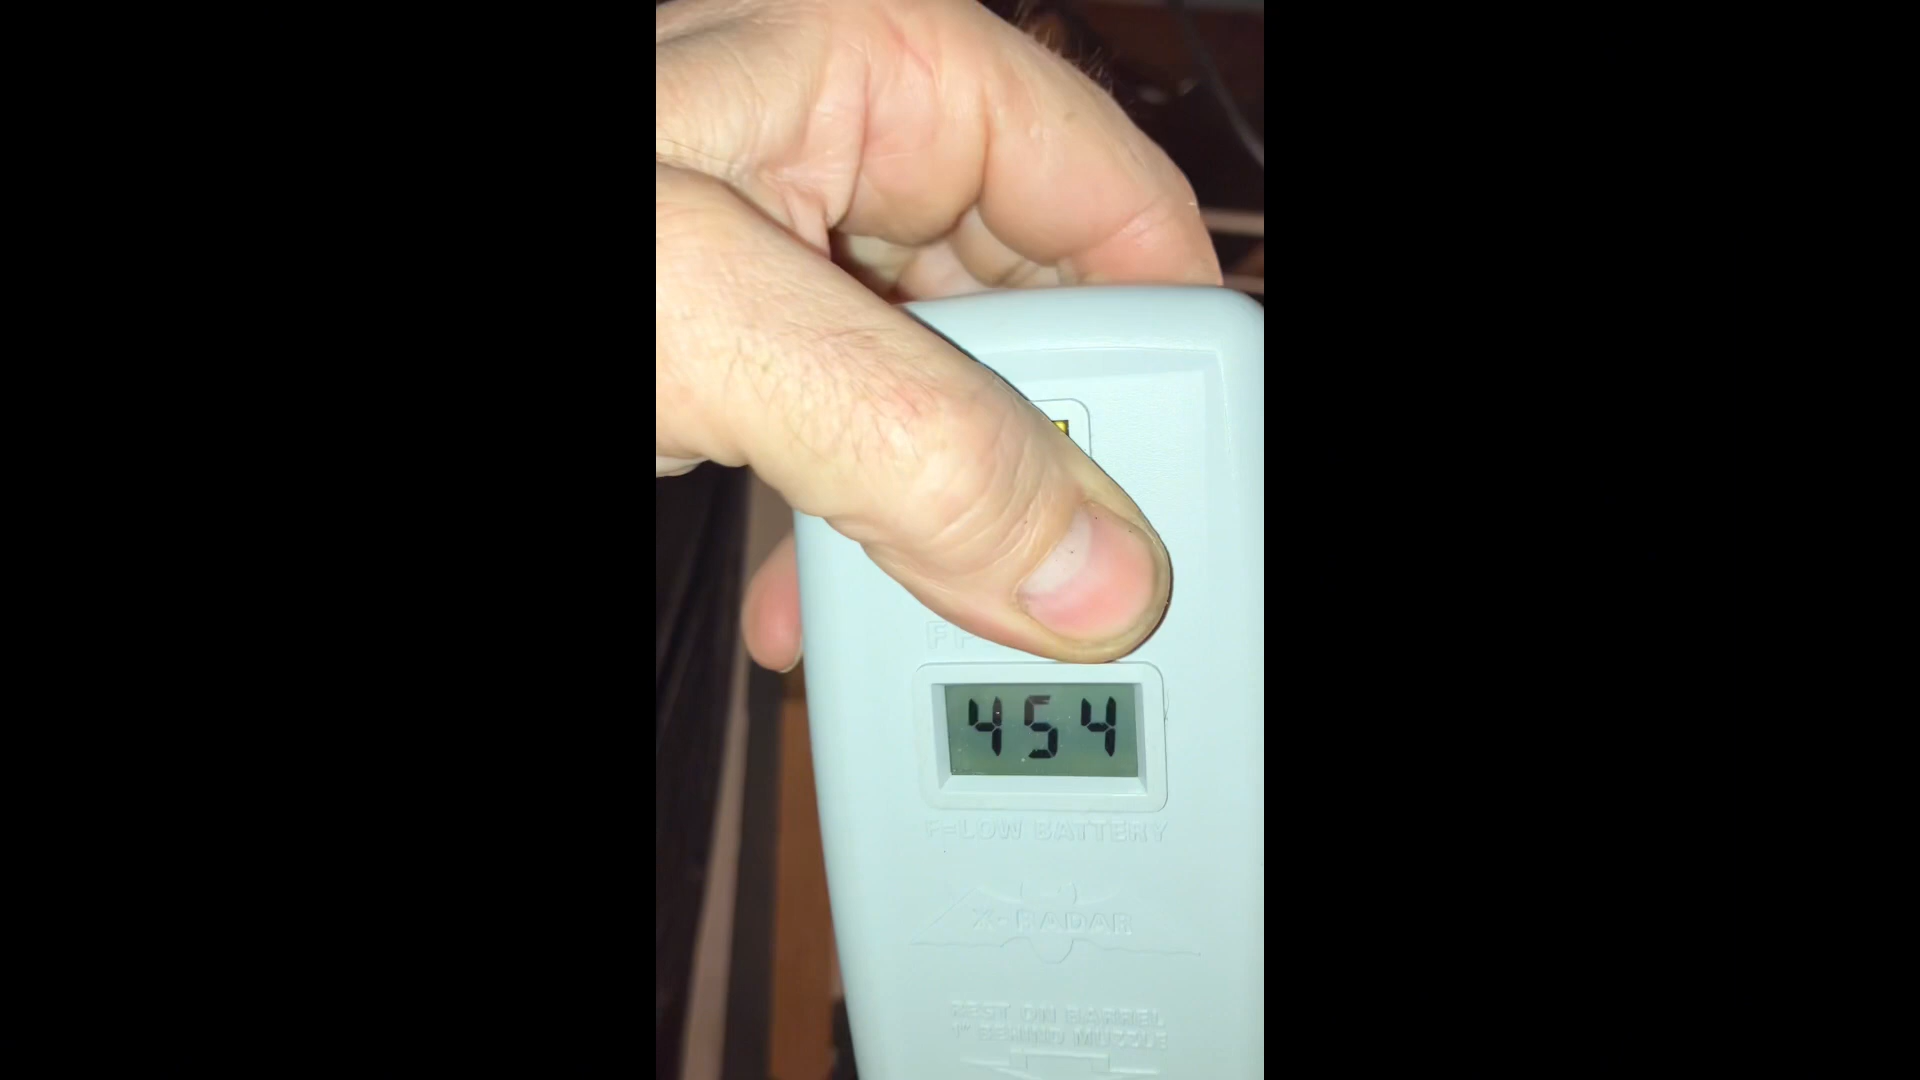 454
F=LOW BATTERY
X-RADAR
REST ON BARREL
1" BEHIND MUZZLE